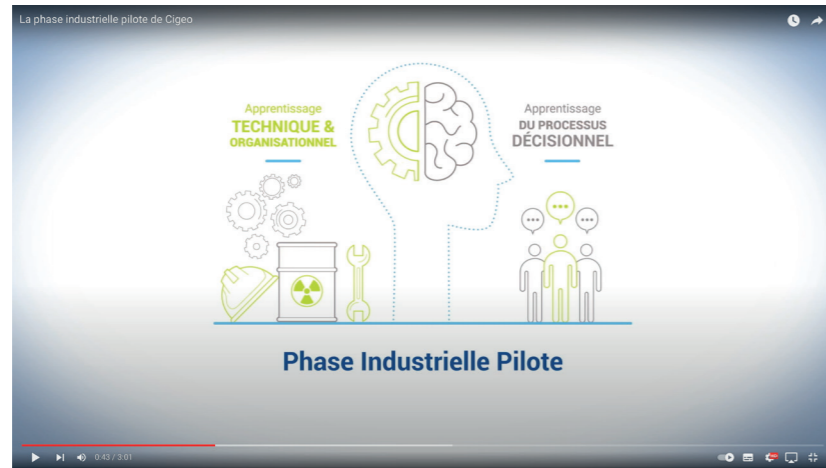 La phase industrielle pilote de Cigeo
Apprentissage
TECHNIQUE &
ORGANISATIONNEL
Apprentissage
DU PROCESSUS
DÉCISIONNEL
Phase Industrielle Pilote
0:43 / 3:01